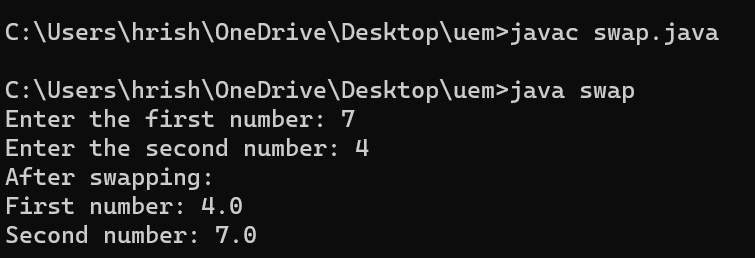 C:\Users\hrish\OneDrive\Desktop\uem>javac swap.java
C:\Users\hrish\OneDrive\Desktop\uem>java swap
Enter the first number: 7
Enter the second number: 4
After swapping:
First number: 4.0
Second number: 7.0